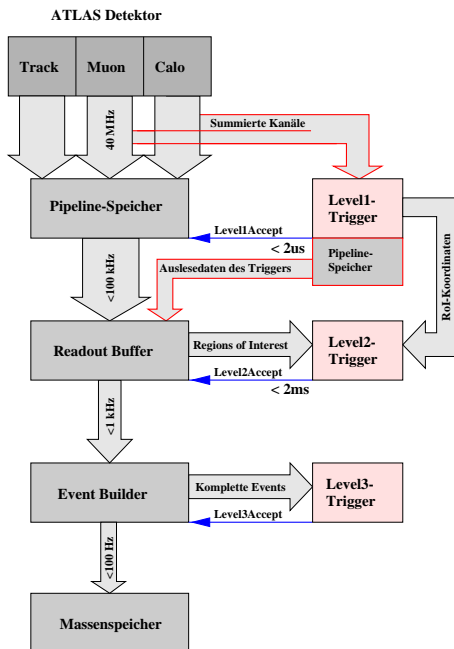 ATLAS Detektor
Track
Muon
Calo
40 MHz
Summierte Kanäle
Pipeline-Speicher
Level1-
Trigger
Level1Accept
< 2us
Pipeline-
Speicher
RoI-Koordinaten
<100 kHz
Auslesedaten des Triggers
Readout Buffer
Regions of Interest
Level2-
Trigger
Level2Accept
< 2ms
<1 kHz
Event Builder
Komplette Events
Level3-
Trigger
Level3Accept
<100 Hz
Massenspeicher